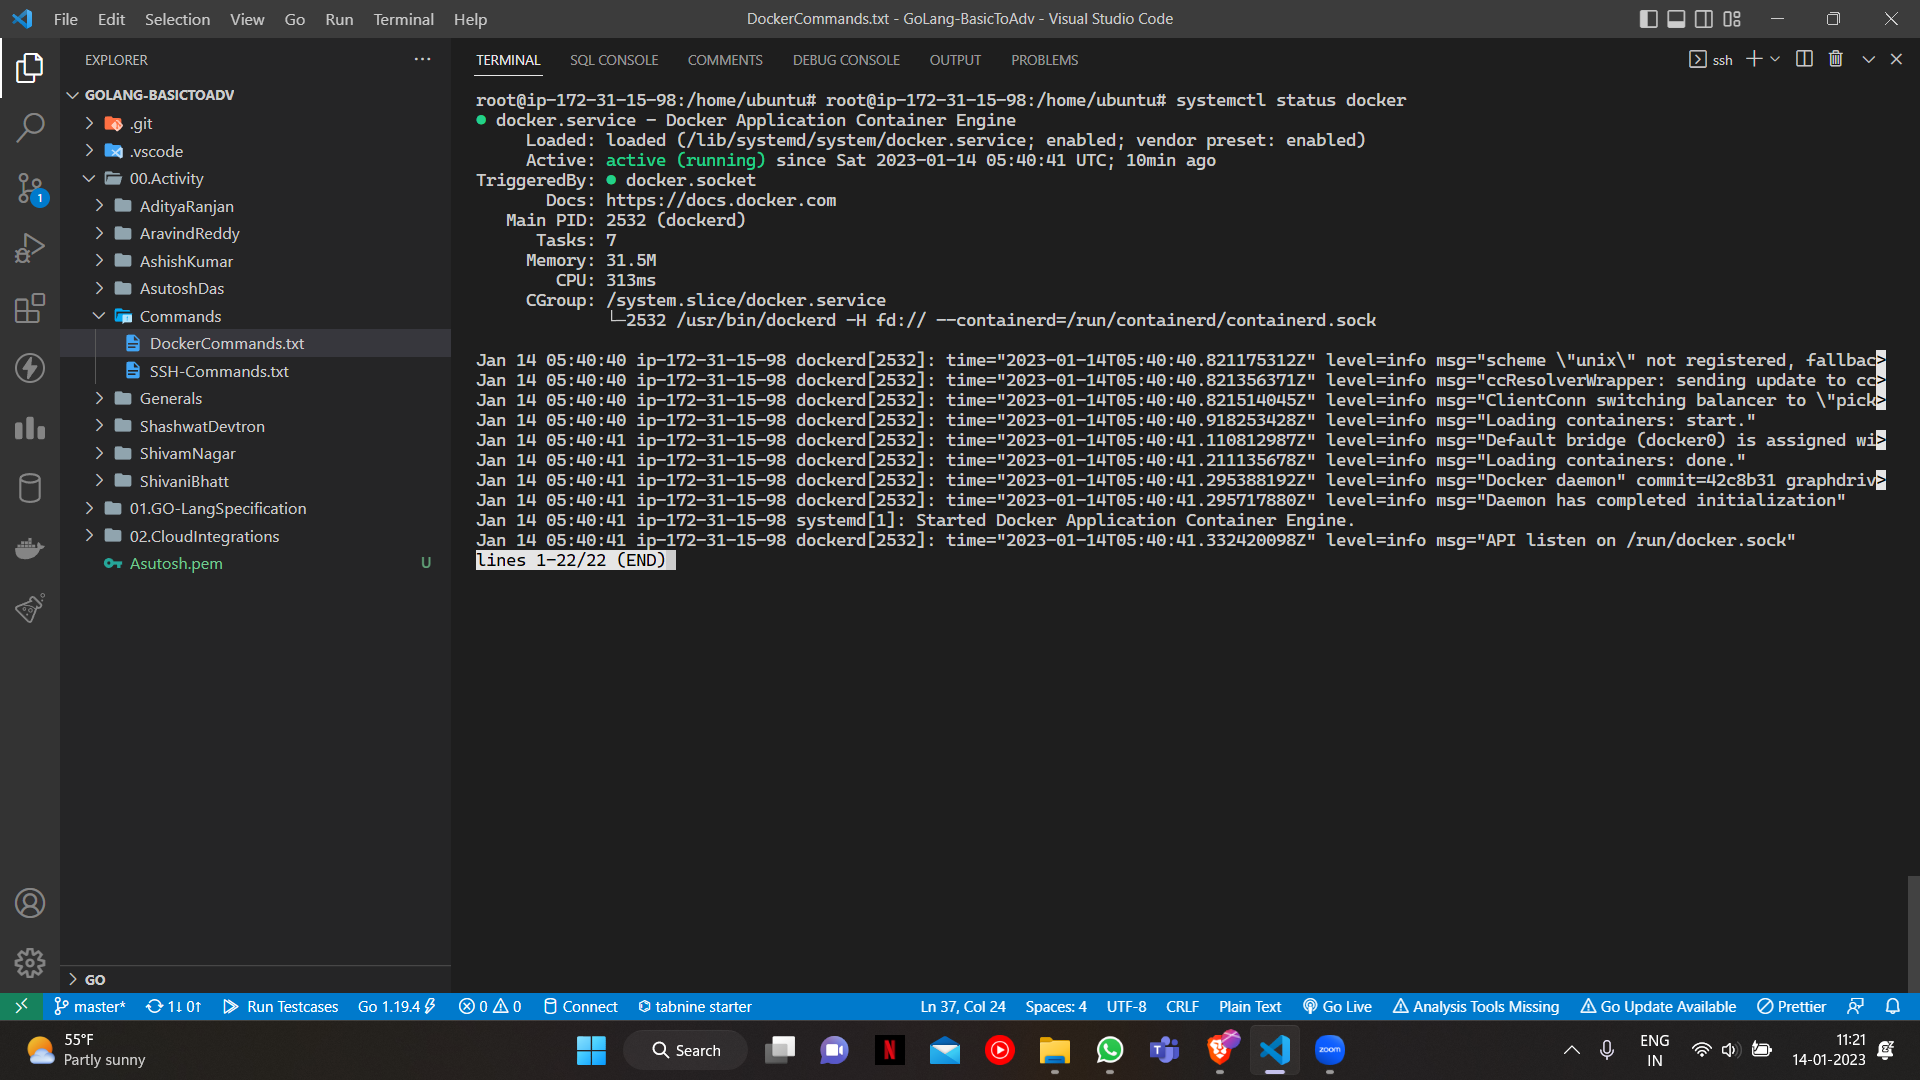 File Edit Selection View Go Run Terminal Help
DockerCommands.txt - GoLang-BasicToAdv - Visual Studio Code
EXPLORER
GOLANG-BASICTOADV
.git
.vscode
00.Activity
AdityaRanjan
AravindReddy
AshishKumar
AsutoshDas
Commands
DockerCommands.txt
SSH-Commands.txt
Generals
ShashwatDevtron
ShivamNagar
ShivaniBhatt
01.GO-LangSpecification
02.CloudIntegrations
Asutosh.pem U
GO
1
TERMINAL SQL CONSOLE COMMENTS DEBUG CONSOLE OUTPUT PROBLEMS
ssh
root@ip-172-31-15-98:/home/ubuntu# root@ip-172-31-15-98:/home/ubuntu# systemctl status docker
● docker.service - Docker Application Container Engine
Loaded: loaded (/lib/systemd/system/docker.service; enabled; vendor preset: enabled)
Active: active (running) since Sat 2023-01-14 05:40:41 UTC; 10min ago
TriggeredBy: ● docker.socket
Docs: https://docs.docker.com
Main PID: 2532 (dockerd)
Tasks: 7
Memory: 31.5M
CPU: 313ms
CGroup: /system.slice/docker.service
└─2532 /usr/bin/dockerd -H fd:// --containerd=/run/containerd/containerd.sock
Jan 14 05:40:40 ip-172-31-15-98 dockerd[2532]: time="2023-01-14T05:40:40.821175312Z" level=info msg="scheme \"unix\" not registered, fallbac>
Jan 14 05:40:40 ip-172-31-15-98 dockerd[2532]: time="2023-01-14T05:40:40.821356371Z" level=info msg="ccResolverWrapper: sending update to cc>
Jan 14 05:40:40 ip-172-31-15-98 dockerd[2532]: time="2023-01-14T05:40:40.821514045Z" level=info msg="ClientConn switching balancer to \"pick>
Jan 14 05:40:40 ip-172-31-15-98 dockerd[2532]: time="2023-01-14T05:40:40.918253428Z" level=info msg="Loading containers: start."
Jan 14 05:40:41 ip-172-31-15-98 dockerd[2532]: time="2023-01-14T05:40:41.110812987Z" level=info msg="Default bridge (docker0) is assigned wi>
Jan 14 05:40:41 ip-172-31-15-98 dockerd[2532]: time="2023-01-14T05:40:41.211135678Z" level=info msg="Loading containers: done."
Jan 14 05:40:41 ip-172-31-15-98 dockerd[2532]: time="2023-01-14T05:40:41.295388192Z" level=info msg="Docker daemon" commit=42c8b31 graphdriv>
Jan 14 05:40:41 ip-172-31-15-98 dockerd[2532]: time="2023-01-14T05:40:41.295717880Z" level=info msg="Daemon has completed initialization"
Jan 14 05:40:41 ip-172-31-15-98 systemd[1]: Started Docker Application Container Engine.
Jan 14 05:40:41 ip-172-31-15-98 dockerd[2532]: time="2023-01-14T05:40:41.332420098Z" level=info msg="API listen on /run/docker.sock"
lines 1-22/22 (END)
master* 1↓ 0↑ Run Testcases Go 1.19.4 0 0 Connect tabnine starter Ln 37, Col 24 Spaces: 4 UTF-8 CRLF Plain Text Go Live Analysis Tools Missing Go Update Available Prettier
55°F
Partly sunny
Search
zoom
ENG
IN
11:21
14-01-2023